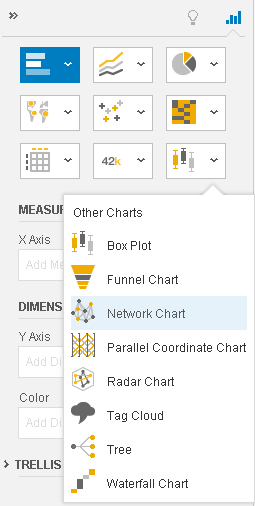 »
42k
MEASUR
X Axis
Add Me
DIMENS
Y Axis
Add Di
Color
Add Di
> TRELLIS
Other Charts
Box Plot
Funnel Chart
Network Chart
Parallel Coordinate Chart
Radar Chart
Tag Cloud
Tree
Waterfall Chart